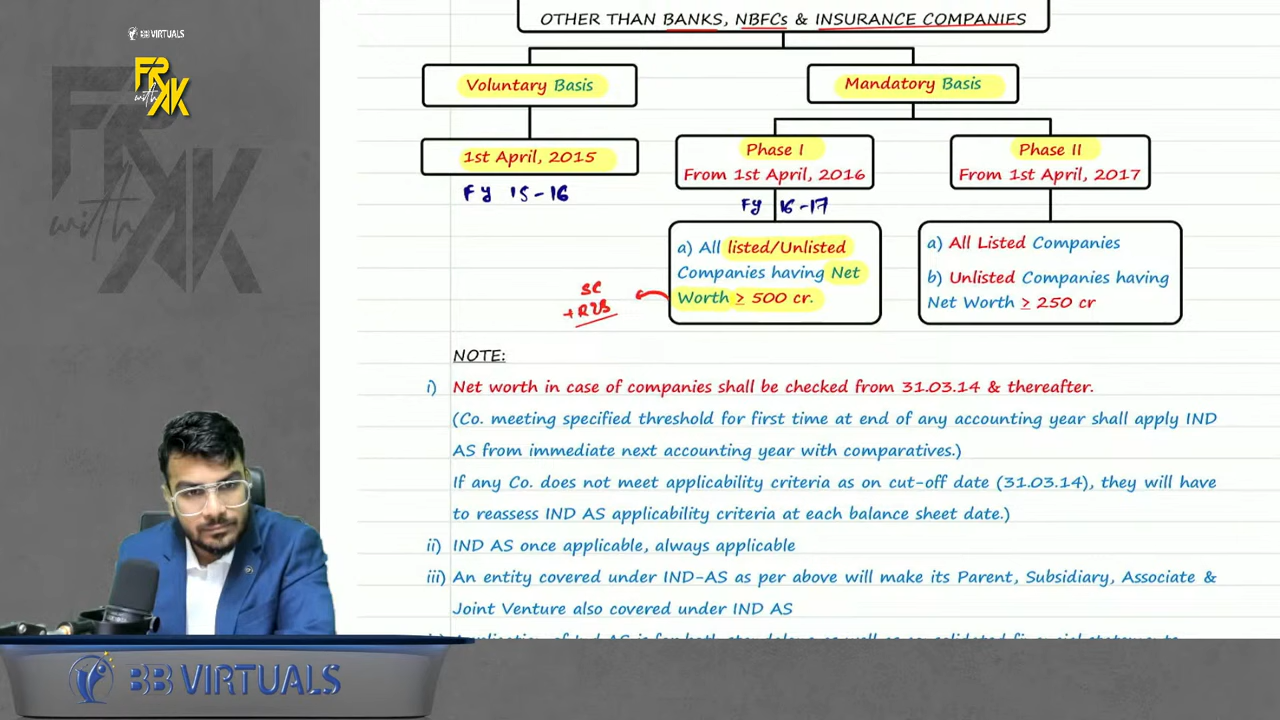 BB VIRTUALS
FR
with
AK
FR
with
AK
OTHER THAN BANKS, NBFCs & INSURANCE COMPANIES
Voluntary Basis
Mandatory Basis
1st April, 2015
Phase I
From 1st April, 2016
Phase II
From 1st April, 2017
FY 15-16
FY 16-17
a) All listed/Unlisted
Companies having Net
Worth ≥ 500 cr.
a) All Listed Companies
b) Unlisted Companies having
Net Worth ≥ 250 cr
SC
+R&S
NOTE:
i) Net worth in case of companies shall be checked from 31.03.14 & thereafter.
(Co. meeting specified threshold for first time at end of any accounting year shall apply IND
AS from immediate next accounting year with comparatives.)
If any Co. does not meet applicability criteria as on cut-off date (31.03.14), they will have
to reassess IND AS applicability criteria at each balance sheet date.)
ii) IND AS once applicable, always applicable
iii) An entity covered under IND-AS as per above will make its Parent, Subsidiary, Associate &
Joint Venture also covered under IND AS
BB VIRTUALS